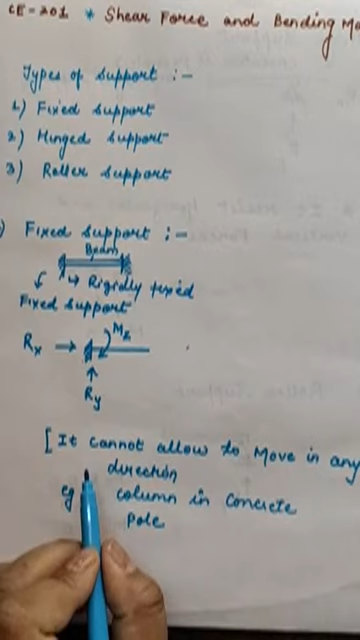 CE-201 * Shear Force and Bending Mo
Types of support :-
1) Fixed support
2) Hinged support
3) Roller support
) Fixed support :-
Beam
Rigidly fixed
Fixed support
Mz
Rx
Ry
[It cannot allow to Move in any
direction
eg column in concrete
pole